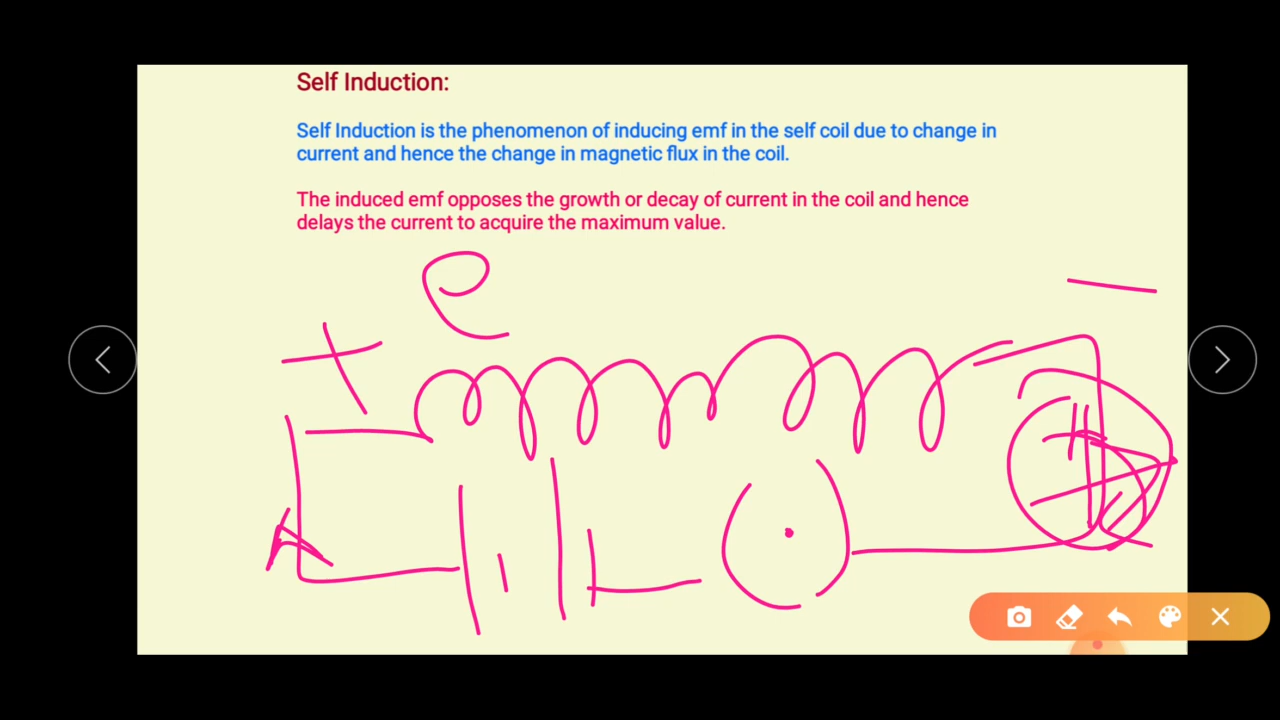 Self Induction:
Self Induction is the phenomenon of inducing emf in the self coil due to change in
current and hence the change in magnetic flux in the coil.
The induced emf opposes the growth or decay of current in the coil and hence
delays the current to acquire the maximum value.
e
+ −